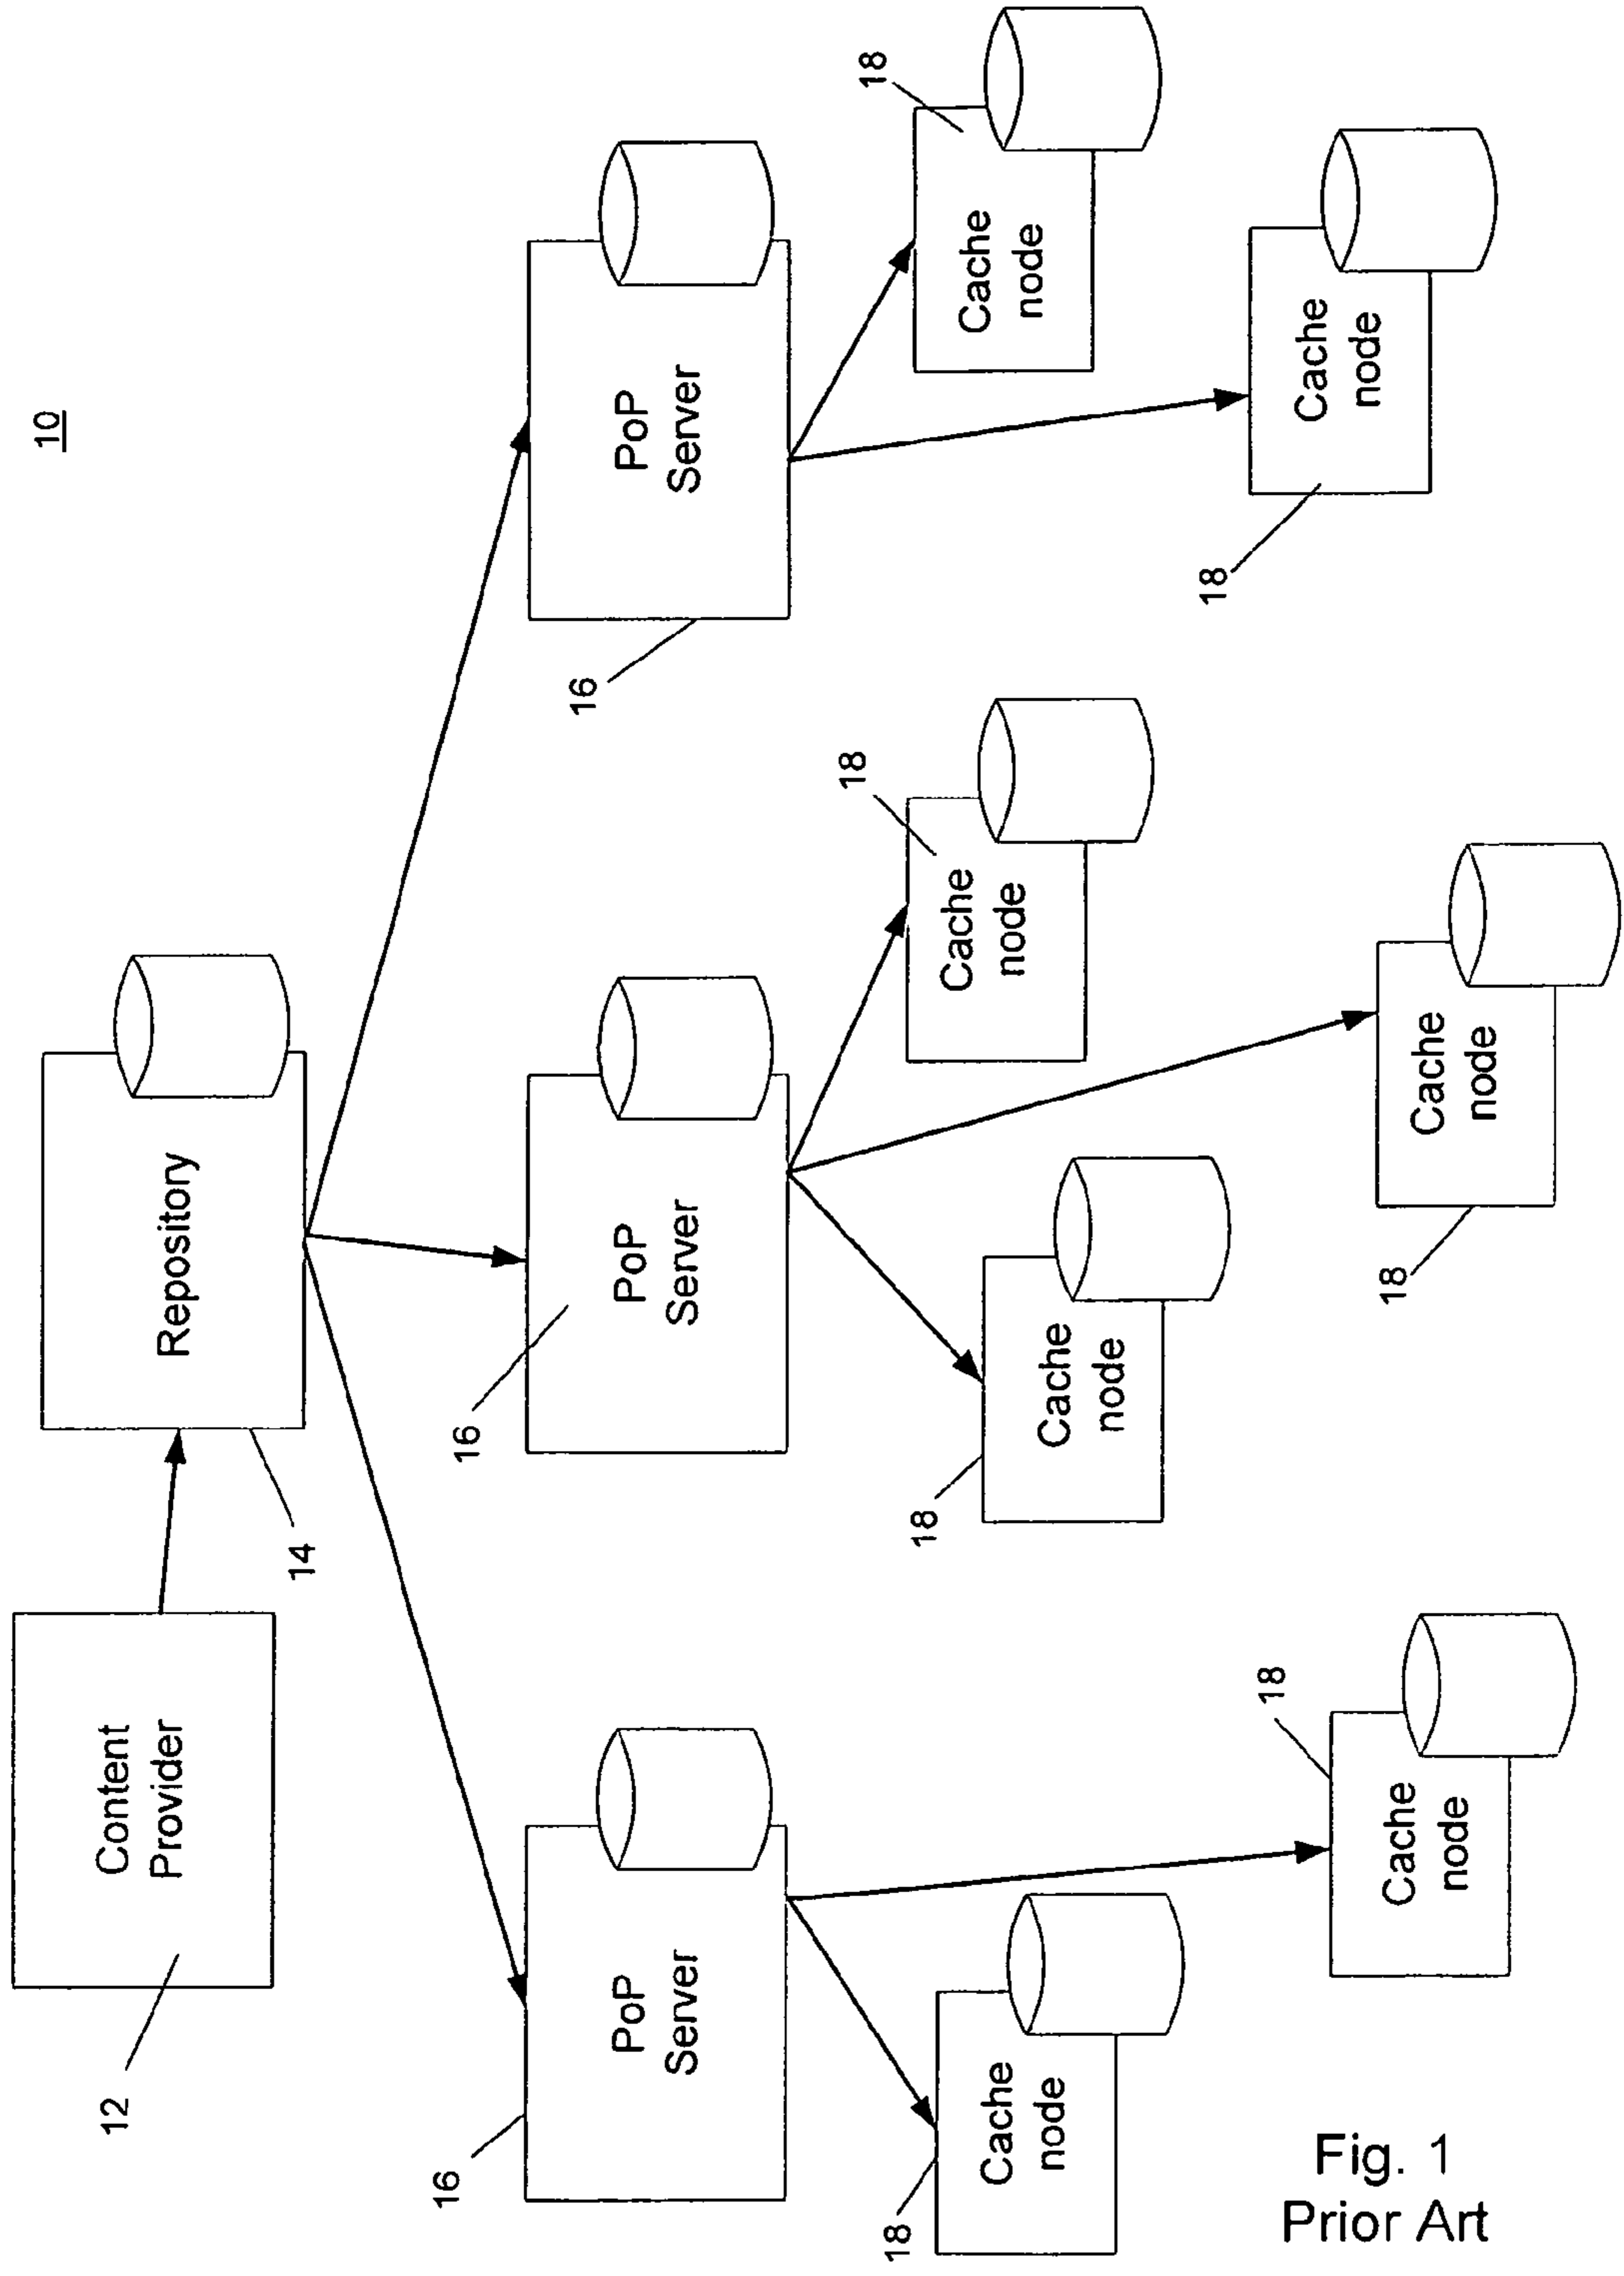 10
Content
Provider
12
Repository
14
PoP
Server
16
PoP
Server
16
PoP
Server
16
Cache
node
18
Cache
node
18
Cache
node
18
Cache
node
18
Cache
node
18
Cache
node
18
Cache
node
18
Fig. 1
Prior Art